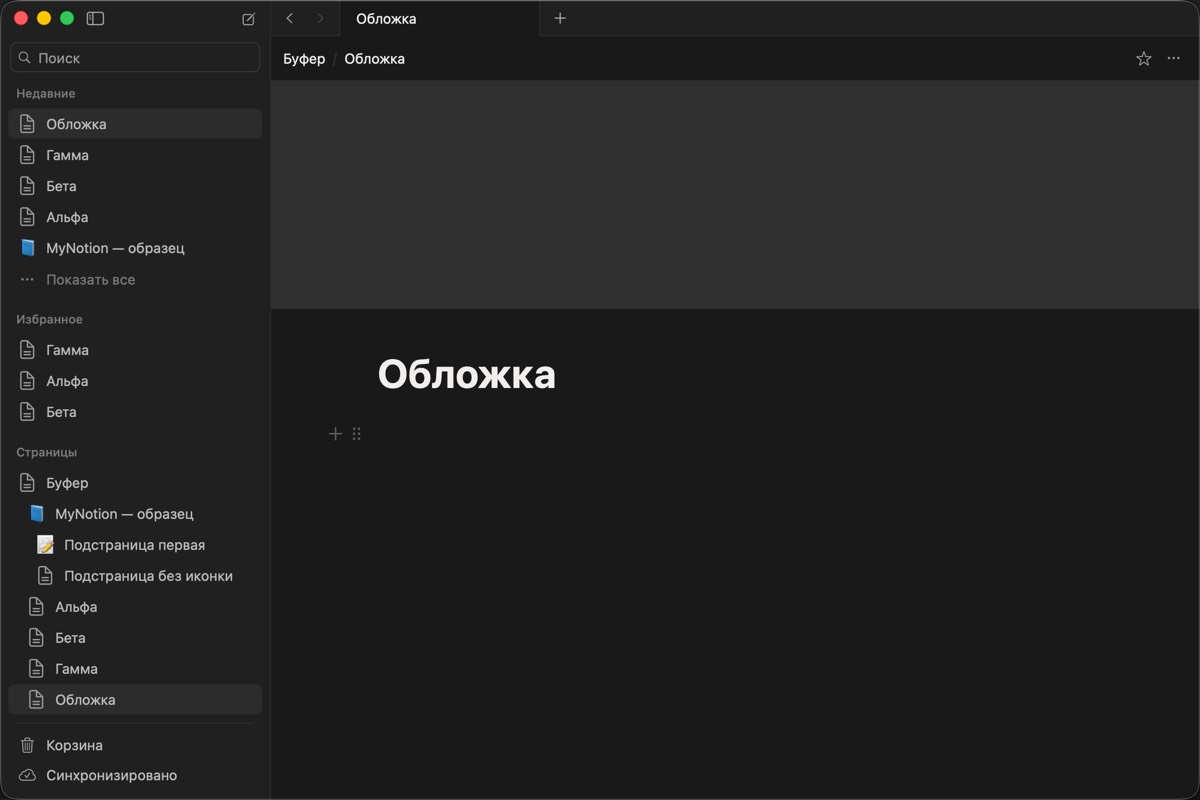 Обложка
Буфер / Обложка
Поиск
Недавние
Обложка
Гамма
Бета
Альфа
MyNotion — образец
Показать все
Избранное
Гамма
Альфа
Бета
Страницы
Буфер
MyNotion — образец
Подстраница первая
Подстраница без иконки
Альфа
Бета
Гамма
Обложка
Корзина
Синхронизировано
Обложка